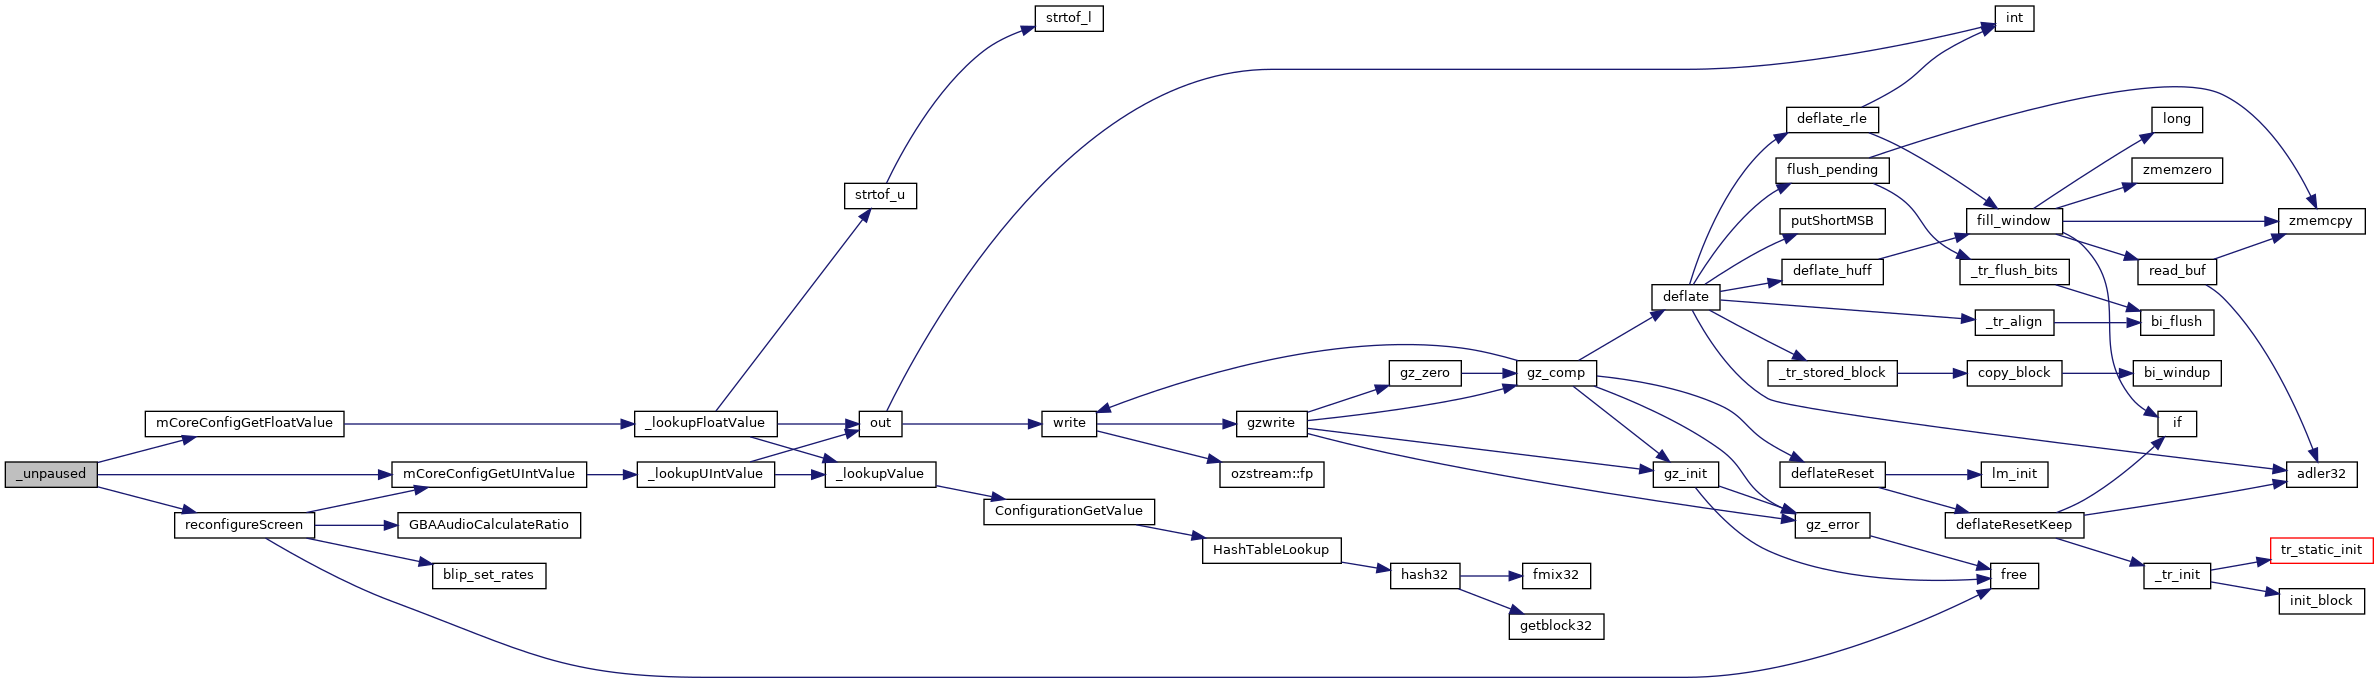 _unpaused
mCoreConfigGetFloatValue
reconfigureScreen
mCoreConfigGetUIntValue
GBAAudioCalculateRatio
blip_set_rates
_lookupFloatValue
_lookupUIntValue
strtof_u
out
_lookupValue
strtof_l
write
ConfigurationGetValue
gzwrite
ozstream::fp
HashTableLookup
gz_zero
hash32
gz_comp
fmix32
getblock32
deflate
gz_init
deflate_rle
flush_pending
putShortMSB
deflate_huff
_tr_stored_block
deflateReset
gz_error
int
fill_window
_tr_flush_bits
_tr_align
copy_block
lm_init
deflateResetKeep
free
long
zmemzero
read_buf
bi_flush
bi_windup
if
_tr_init
zmemcpy
adler32
tr_static_init
init_block